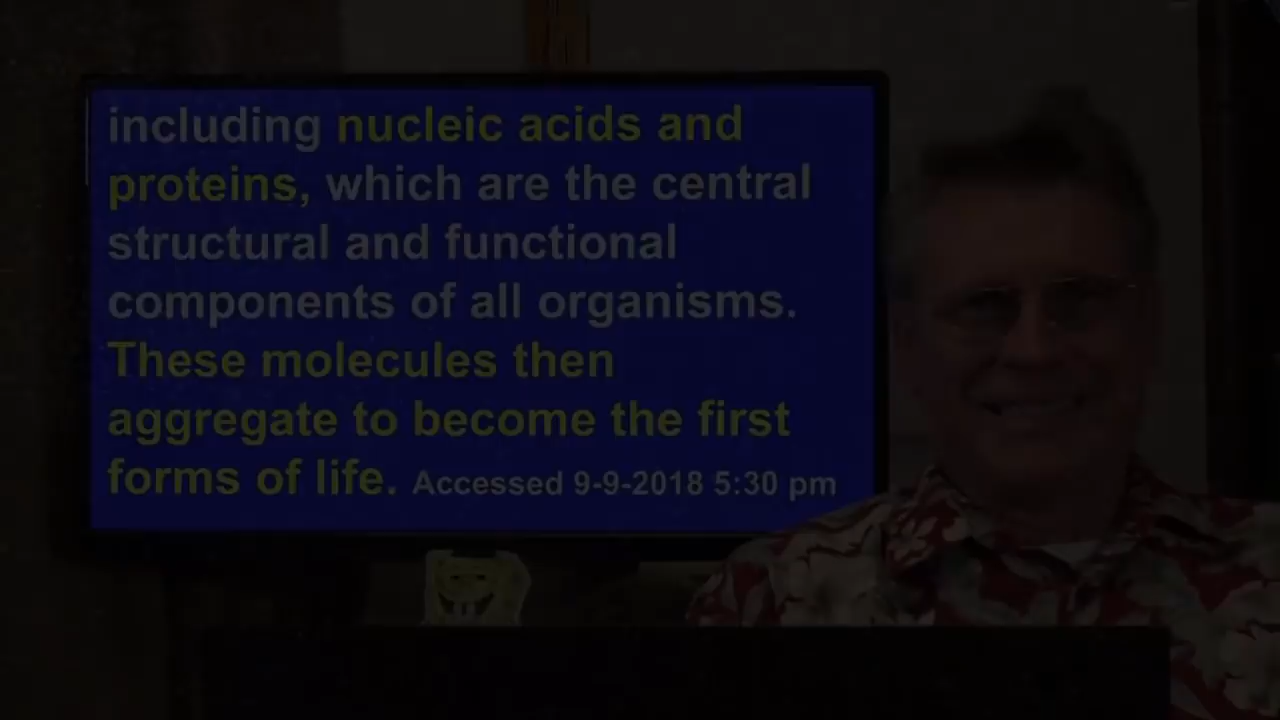 including nucleic acids and
proteins, which are the central
structural and functional
components of all organisms.
These molecules then
aggregate to become the first
forms of life. Accessed 9-9-2018 5:30 pm